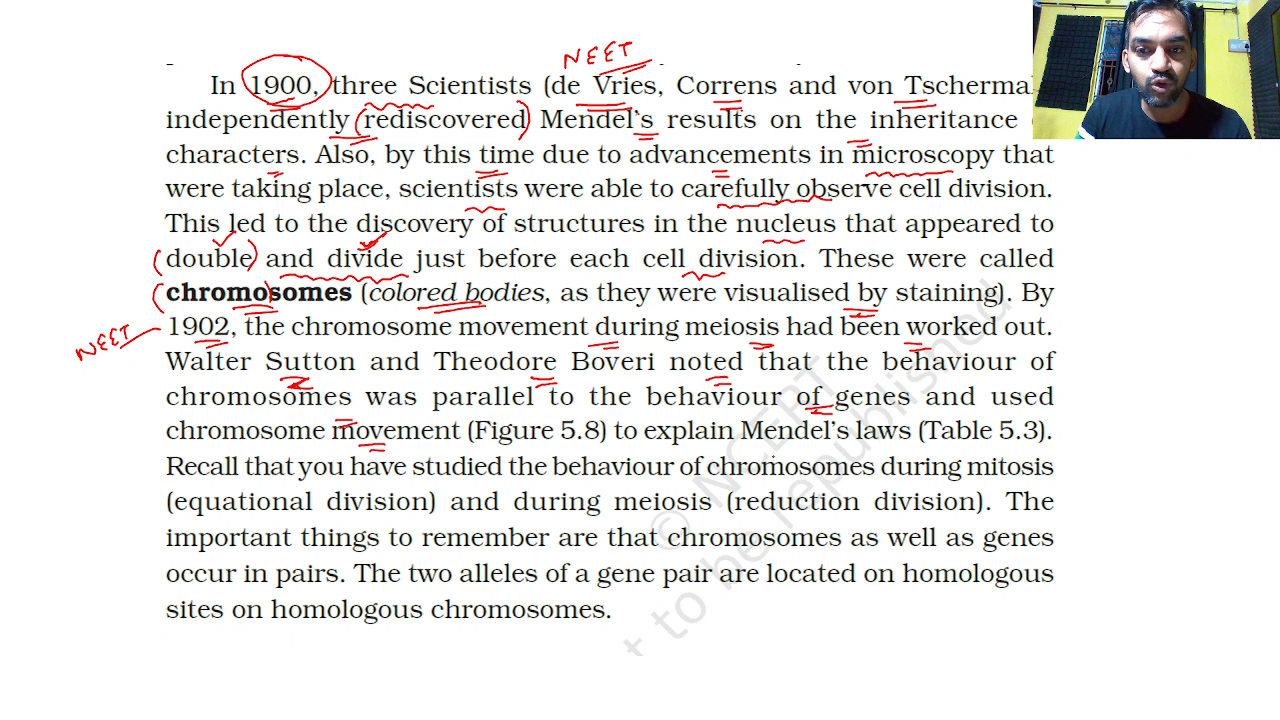 NEET
In 1900, three Scientists (de Vries, Correns and von Tscherma
independently rediscovered Mendel's results on the inheritance
characters. Also, by this time due to advancements in microscopy that
were taking place, scientists were able to carefully observe cell division.
This led to the discovery of structures in the nucleus that appeared to
double and divide just before each cell division. These were called
chromosomes (colored bodies, as they were visualised by staining). By
NEET
1902, the chromosome movement during meiosis had been worked out.
Walter Sutton and Theodore Boveri noted that the behaviour of
chromosomes was parallel to the behaviour of genes and used
chromosome movement (Figure 5.8) to explain Mendel's laws (Table 5.3).
Recall that you have studied the behaviour of chromosomes during mitosis
(equational division) and during meiosis (reduction division). The
important things to remember are that chromosomes as well as genes
occur in pairs. The two alleles of a gene pair are located on homologous
sites on homologous chromosomes.
© NCERT
t to be republished